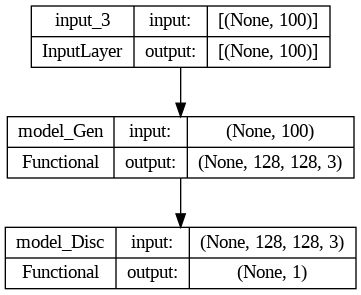 input_3 input: [(None, 100)]
InputLayer output: [(None, 100)]
model_Gen input: (None, 100)
Functional output: (None, 128, 128, 3)
model_Disc input: (None, 128, 128, 3)
Functional output: (None, 1)